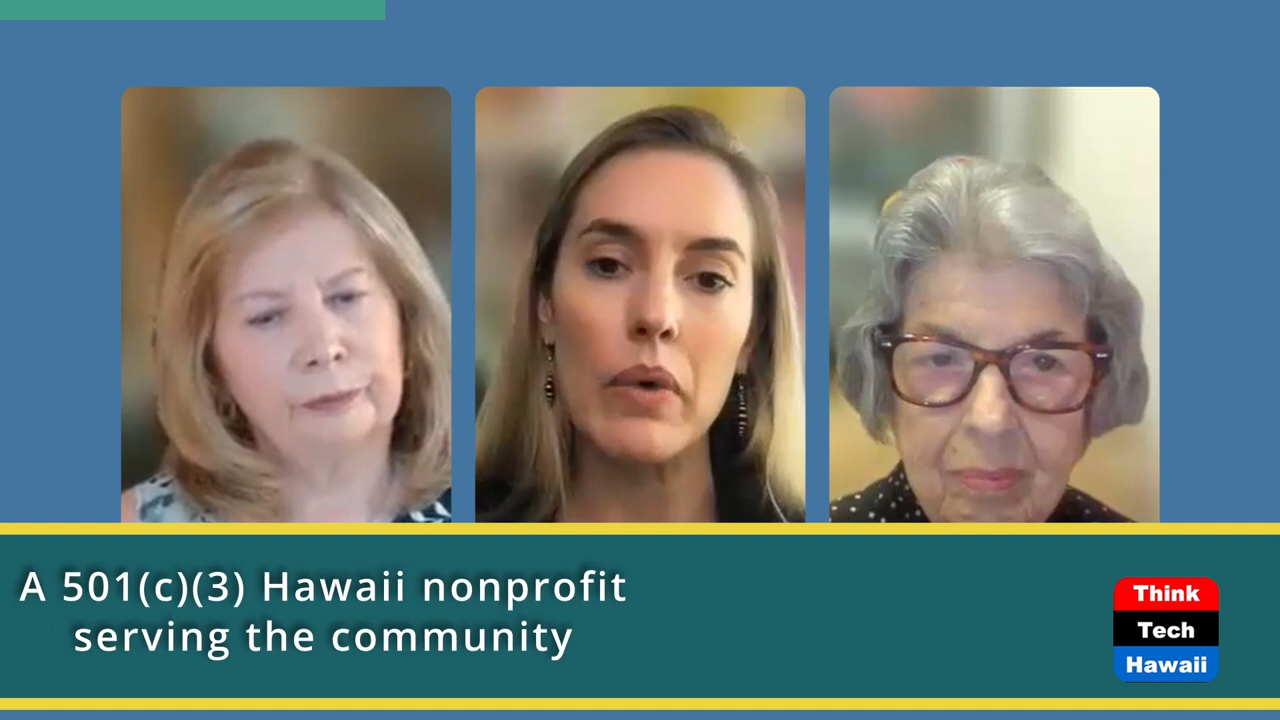 A 501(c)(3) Hawaii nonprofit
serving the community
Think
Tech
Hawaii